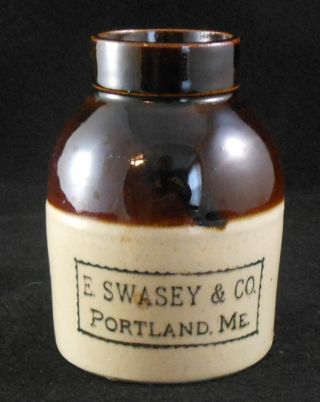 E. SWASEY & CO.
PORTLAND, ME.